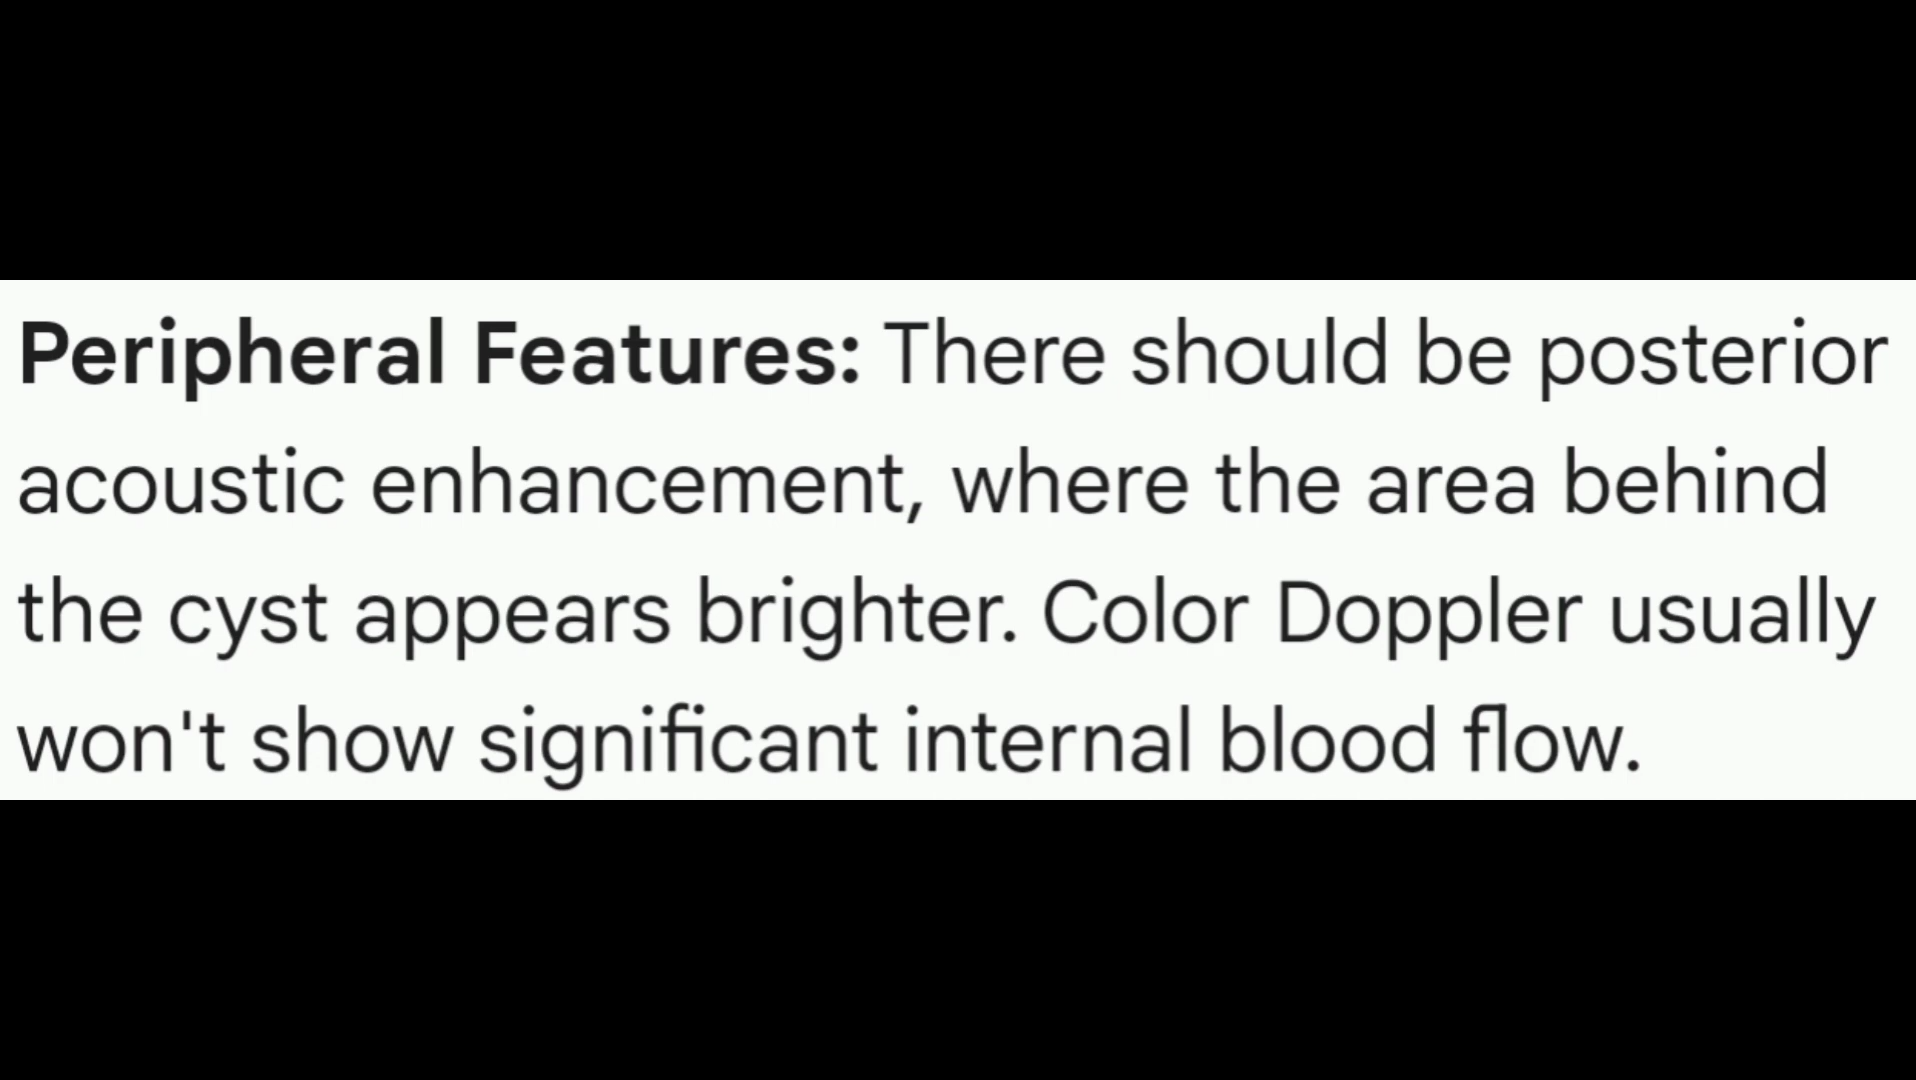 Peripheral Features: There should be posterior
acoustic enhancement, where the area behind
the cyst appears brighter. Color Doppler usually
won't show significant internal blood flow.